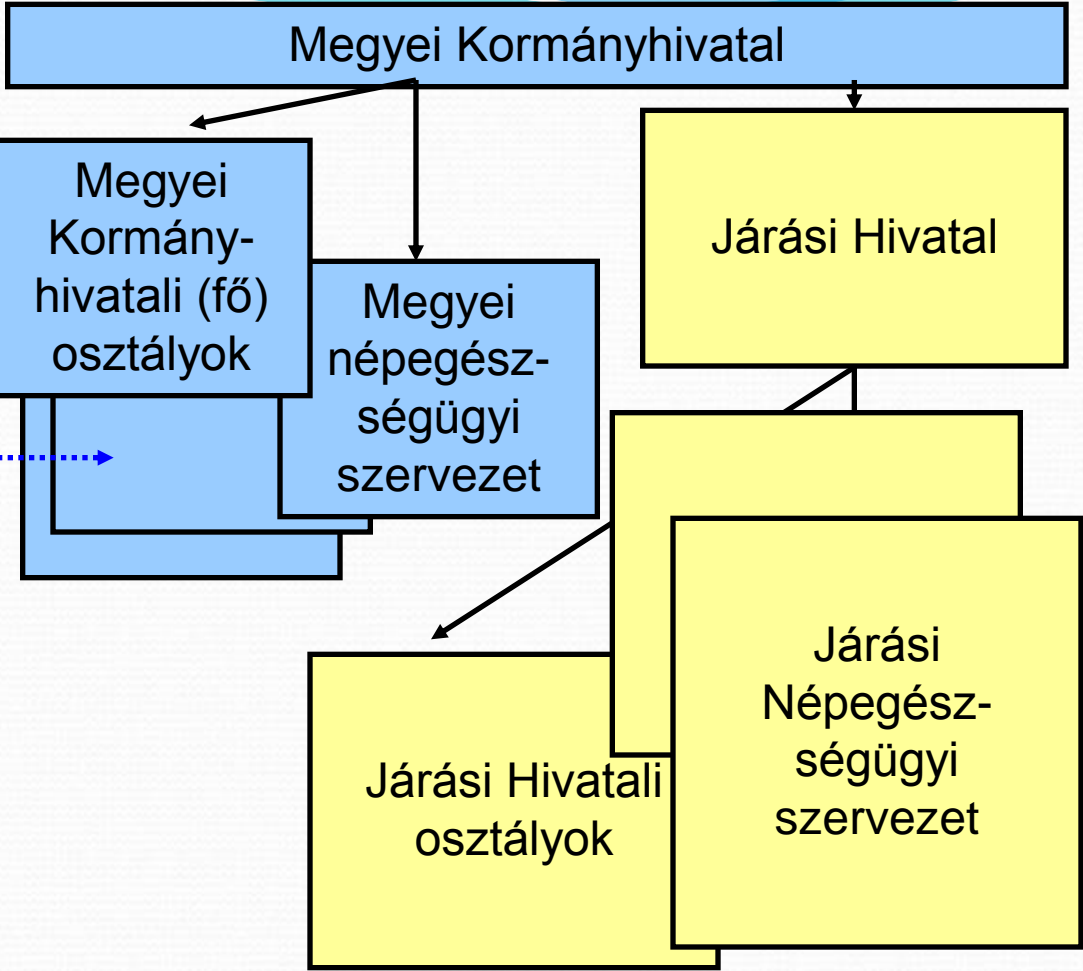 Megyei Kormányhivatal
Megyei
Kormány-
hivatali (fő)
osztályok
Megyei
népegész-
ségügyi
szervezet
Járási Hivatal
Járási Hivatali
osztályok
Járási
Népegész-
ségügyi
szervezet